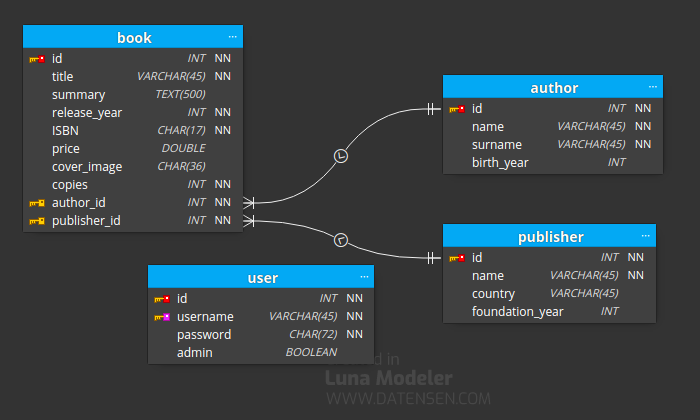 book ...
id INT NN
title VARCHAR(45) NN
summary TEXT(500)
release_year INT NN
ISBN CHAR(17) NN
price DOUBLE
cover_image CHAR(36)
copies INT NN
author_id INT NN
publisher_id INT NN
author ...
id INT NN
name VARCHAR(45) NN
surname VARCHAR(45) NN
birth_year INT
publisher ...
id INT NN
name VARCHAR(45) NN
country VARCHAR(45)
foundation_year INT
user ...
id INT NN
username VARCHAR(45) NN
password CHAR(72) NN
admin BOOLEAN
in
Luna Modeler
WWW.DATENSEN.COM